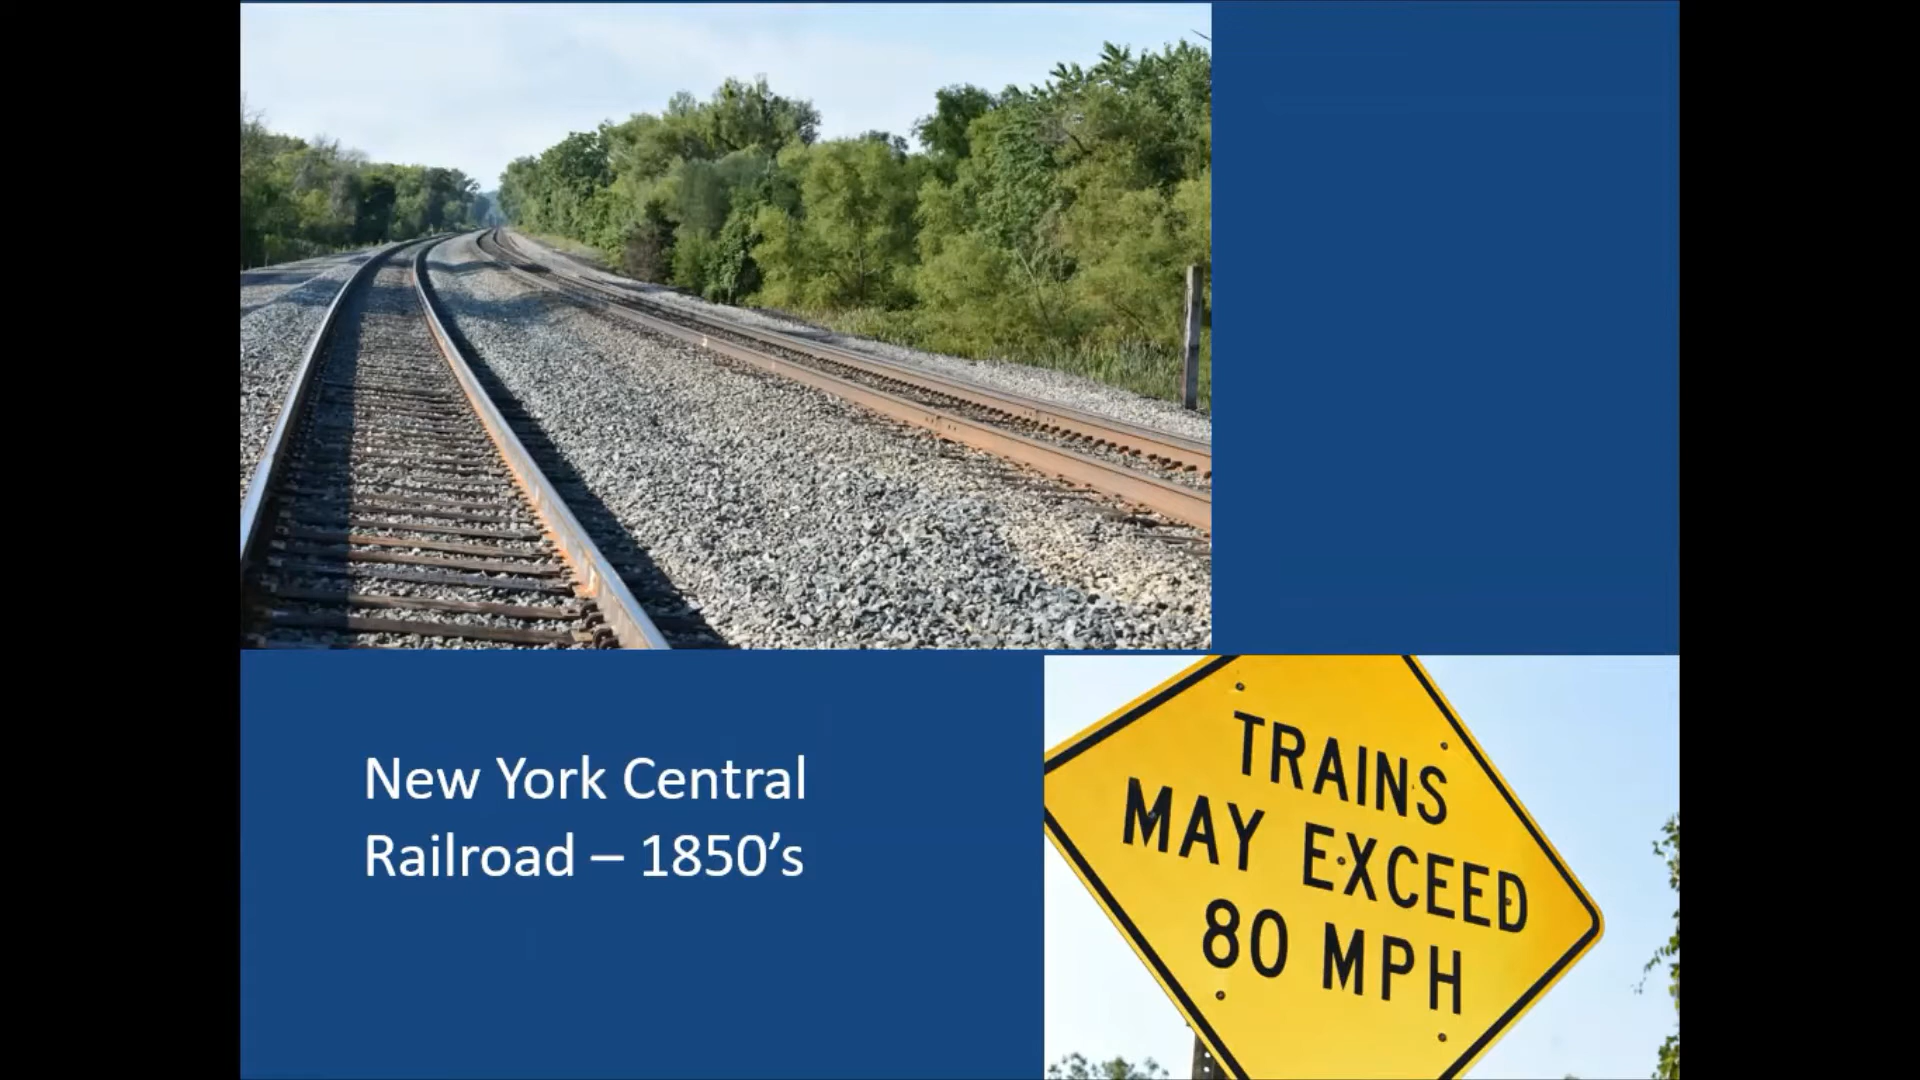 New York Central
Railroad – 1850’s
TRAINS
MAY EXCEED
80 MPH